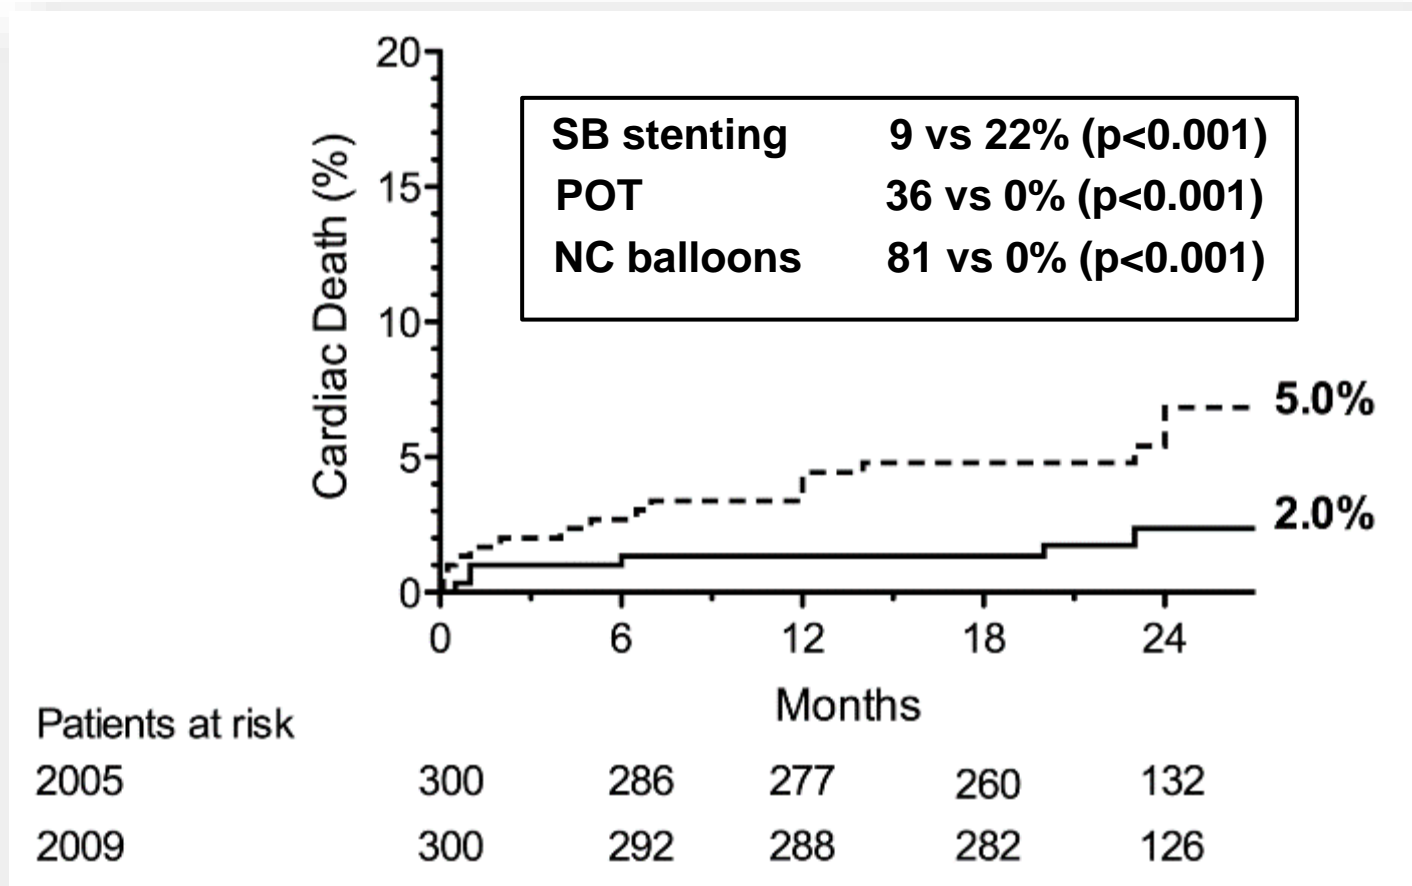 20
15
10
5
0
Cardiac Death (%)
SB stenting 9 vs 22% (p<0.001)
POT 36 vs 0% (p<0.001)
NC balloons 81 vs 0% (p<0.001)
5.0%
2.0%
0 6 12 18 24
Months
Patients at risk
2005 300 286 277 260 132
2009 300 292 288 282 126